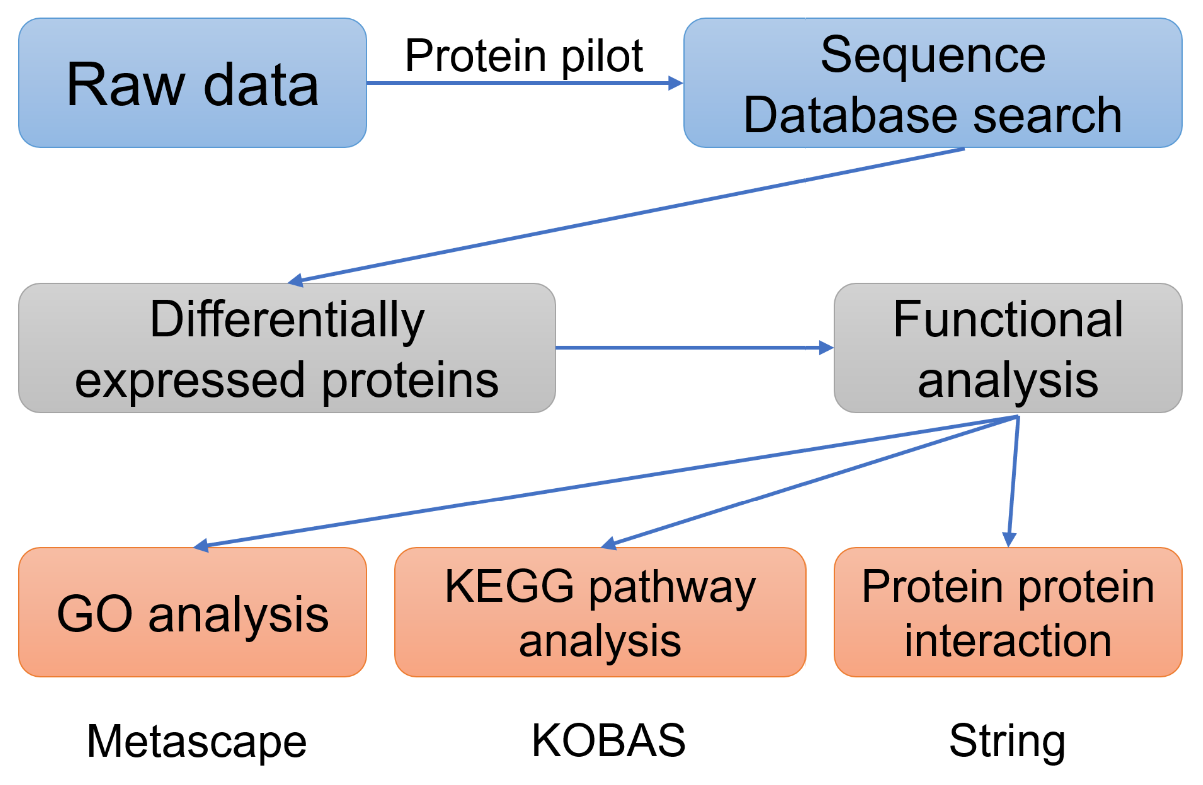 Raw data
Protein pilot
Sequence
Database search
Differentially
expressed proteins
Functional
analysis
GO analysis
KEGG pathway
analysis
Protein protein
interaction
Metascape
KOBAS
String